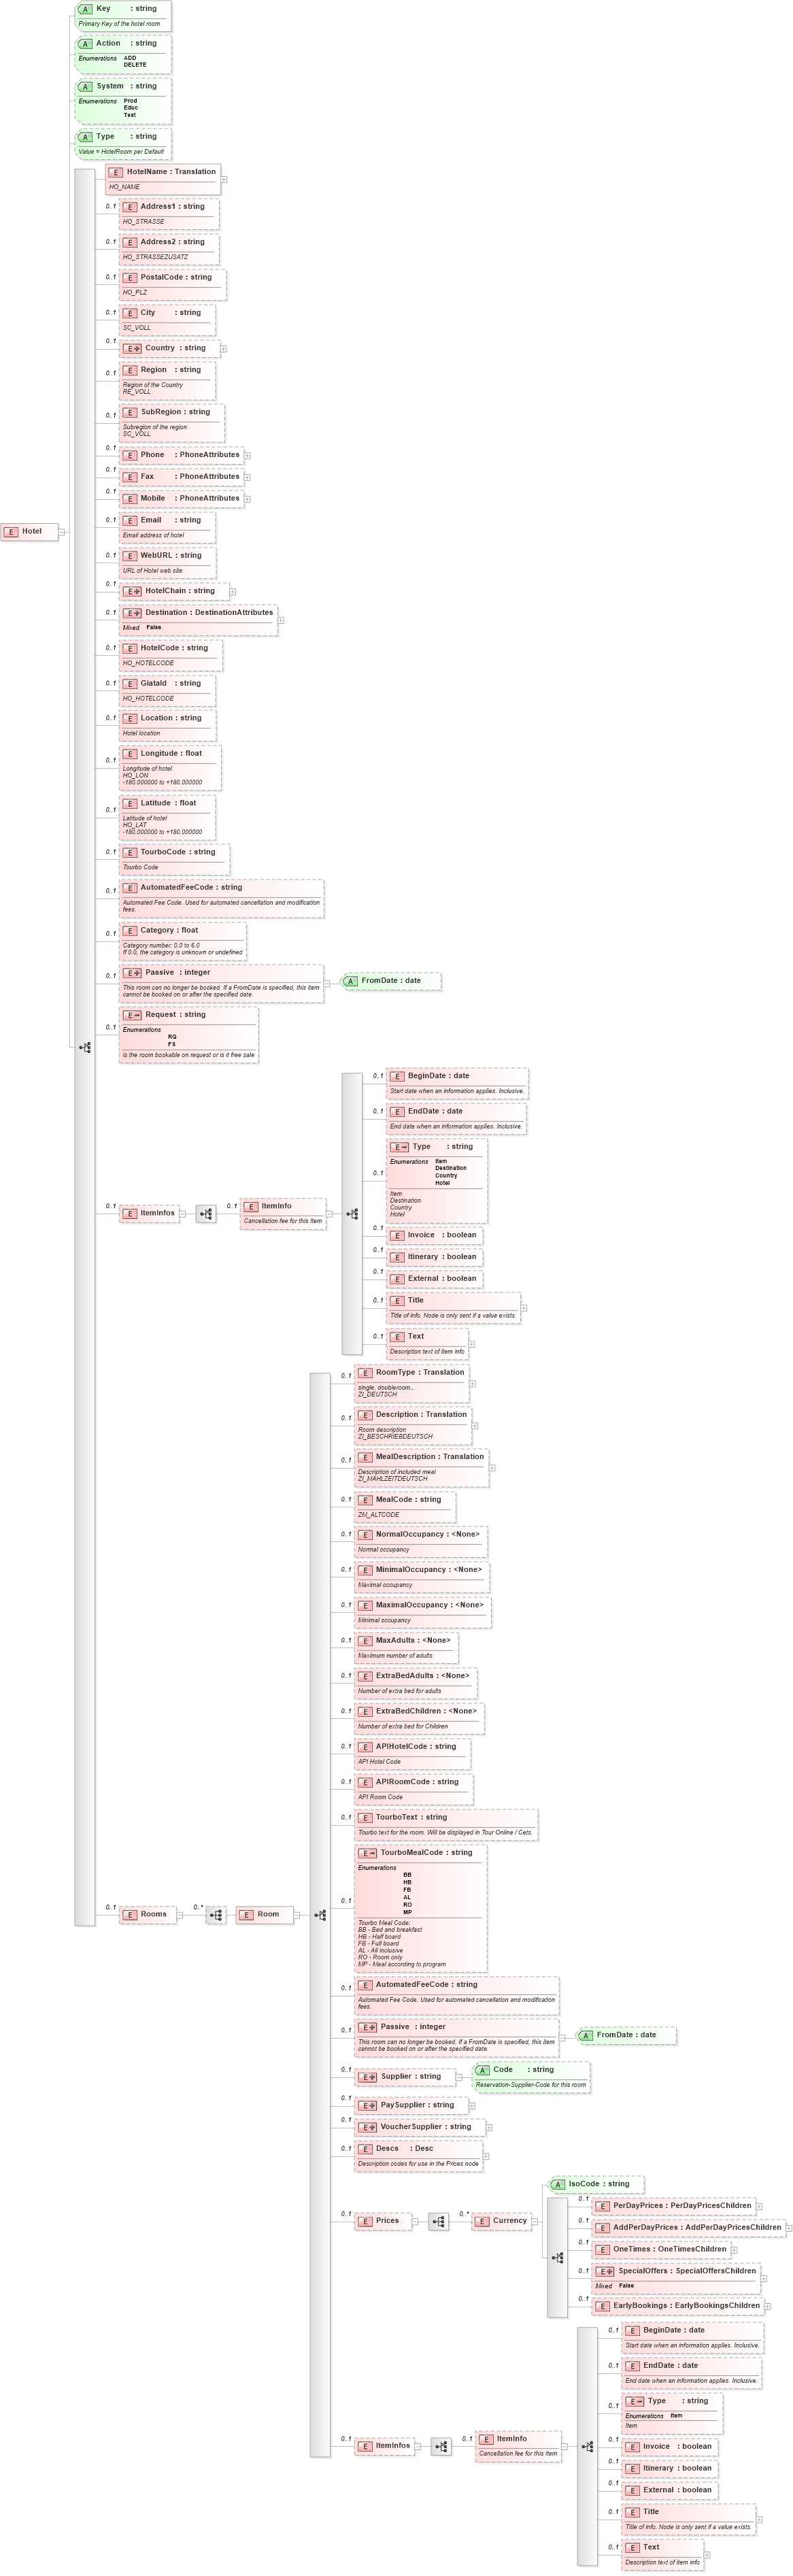 A Key : string
Primary Key of the hotel room
A Action : string
Enumerations ADD
DELETE
A System : string
Enumerations Prod
Educ
Test
A Type : string
Value = HotelRoom per Default
E HotelName : Translation
HO_NAME
0..1 E Address1 : string
HO_STRASSE
0..1 E Address2 : string
HO_STRASSEZUSATZ
0..1 E PostalCode : string
HO_PLZ
0..1 E City : string
SC_VOLL
0..1 E Country : string
0..1 E Region : string
Region of the Country
RE_VOLL
0..1 E SubRegion : string
Subregion of the region
SC_VOLL
0..1 E Phone : PhoneAttributes
0..1 E Fax : PhoneAttributes
0..1 E Mobile : PhoneAttributes
E Hotel
0..1 E Email : string
Email address of hotel
0..1 E WebURL : string
URL of Hotel web site
0..1 E HotelChain : string
0..1 E Destination : DestinationAttributes
Mixed False
0..1 E HotelCode : string
HO_HOTELCODE
0..1 E GiataId : string
HO_HOTELCODE
0..1 E Location : string
Hotel location
0..1 E Longitude : float
Longitude of hotel
HO_LON
-180.000000 to +180.000000
0..1 E Latitude : float
Latitude of hotel
HO_LAT
-180.000000 to +180.000000
0..1 E TourboCode : string
Tourbo Code
0..1 E AutomatedFeeCode : string
Automated Fee Code. Used for automated cancellation and modification
fees.
0..1 E Category : float
Category number: 0.0 to 6.0
If 0.0, the category is unknown or undefined
0..1 E Passive : integer
This room can no longer be booked. If a FromDate is specified, this item
cannot be booked on or after the specified date.
A FromDate : date
0..1 E Request : string
Enumerations
RQ
FS
is the room bookable on request or is it free sale
0..1 E ItemInfos
0..1 E ItemInfo
Cancellation fee for this Item
0..1 E BeginDate : date
Start date when an information applies. Inclusive.
0..1 E EndDate : date
End date when an information applies. Inclusive.
0..1 E Type : string
Enumerations Item
Destination
Country
Hotel
Item
Destination
Country
Hotel
0..1 E Invoice : boolean
0..1 E Itinerary : boolean
0..1 E External : boolean
0..1 E Title
Title of info. Node is only sent if a value exists.
0..1 E Text
Description text of item info
0..1 E Rooms
0..* E Room
0..1 E RoomType : Translation
single, doubleroom...
ZI_DEUTSCH
0..1 E Description : Translation
Room description
ZI_BESCHRIEBDEUTSCH
0..1 E MealDescription : Translation
Description of included meal
ZI_MAHLZEITDEUTSCH
0..1 E MealCode : string
ZM_ALTCODE
0..1 E NormalOccupancy : <None>
Normal occupancy
0..1 E MinimalOccupancy : <None>
Maximal occupancy
0..1 E MaximalOccupancy : <None>
Minimal occupancy
0..1 E MaxAdults : <None>
Maximum number of adults
0..1 E ExtraBedAdults : <None>
Number of extra bed for adults
0..1 E ExtraBedChildren : <None>
Number of extra bed for Children
0..1 E APIHotelCode : string
API Hotel Code
0..1 E APIRoomCode : string
API Room Code
0..1 E TourboText : string
Tourbo text for the room. Will be displayed in Tour Online / Cets.
0..1 E TourboMealCode : string
Enumerations
BB
HB
FB
AL
RO
MP
Tourbo Meal Code:
BB - Bed and breakfast
HB - Half board
FB - Full board
AL - All inclusive
RO - Room only
MP - Meal according to program
0..1 E AutomatedFeeCode : string
Automated Fee Code. Used for automated cancellation and modification
fees.
0..1 E Passive : integer
This room can no longer be booked. If a FromDate is specified, this item
cannot be booked on or after the specified date.
A FromDate : date
0..1 E Supplier : string
A Code : string
Reservation-Supplier-Code for this room
0..1 E PaySupplier : string
0..1 E VoucherSupplier : string
0..1 E Descs : Desc
Description codes for use in the Prices node
0..1 E Prices
0..* E Currency
A IsoCode : string
0..1 E PerDayPrices : PerDayPricesChildren
0..1 E AddPerDayPrices : AddPerDayPricesChildren
0..1 E OneTimes : OneTimesChildren
0..1 E SpecialOffers : SpecialOffersChildren
Mixed False
0..1 E EarlyBookings : EarlyBookingsChildren
0..1 E ItemInfos
0..1 E ItemInfo
Cancellation fee for this Item
0..1 E BeginDate : date
Start date when an information applies. Inclusive.
0..1 E EndDate : date
End date when an information applies. Inclusive.
0..1 E Type : string
Enumerations Item
Item
0..1 E Invoice : boolean
0..1 E Itinerary : boolean
0..1 E External : boolean
0..1 E Title
Title of info. Node is only sent if a value exists.
0..1 E Text
Description text of item info